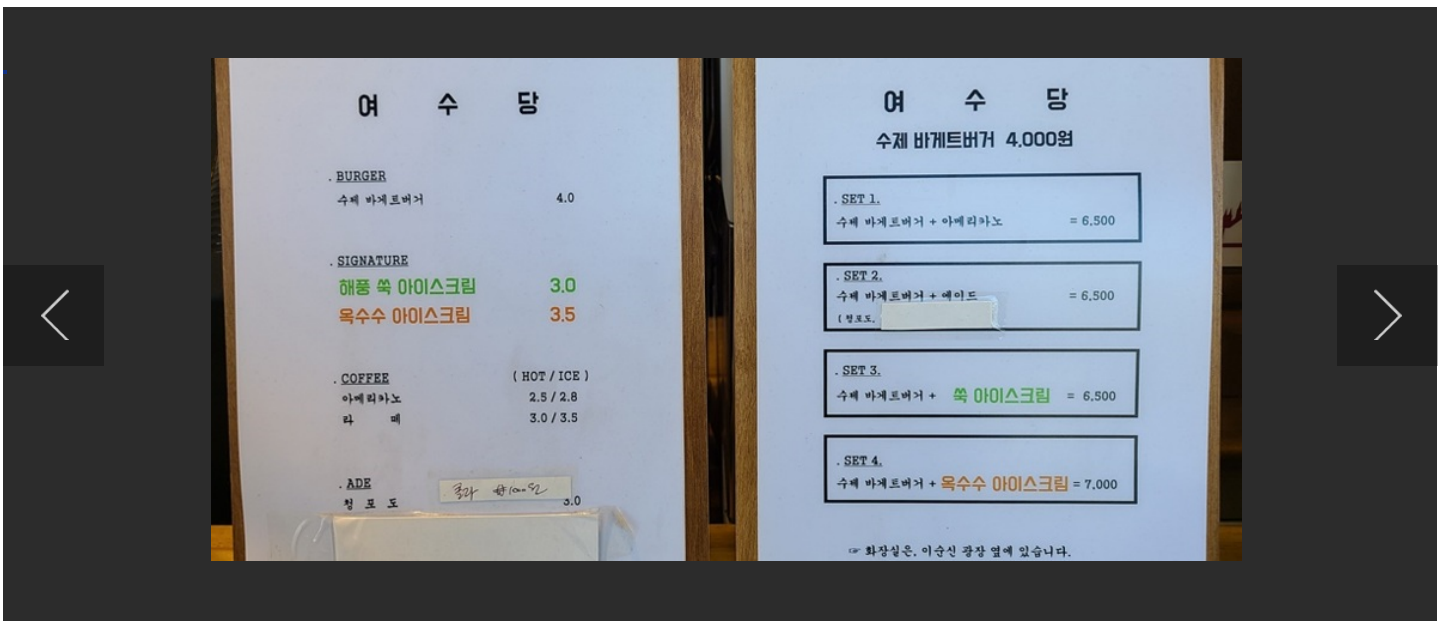 여 수 당
. BURGER
수제 바게트버거 4.0
. SIGNATURE
해풍 쑥 아이스크림 3.0
옥수수 아이스크림 3.5
. COFFEE ( HOT / ICE )
아메리카노 2.5 / 2.8
라 떼 3.0 / 3.5
. ADE
콜라
청 포 도 3.0
여 수 당
수제 바게트버거 4.000원
. SET 1.
수제 바게트버거 + 아메리카노 = 6,500
. SET 2.
수제 바게트버거 + 에이드 = 6,500
( 청포도,
. SET 3.
수제 바게트버거 + 쑥 아이스크림 = 6,500
. SET 4.
수제 바게트버거 + 옥수수 아이스크림 = 7,000
☞ 화장실은, 이순신 광장 옆에 있습니다.